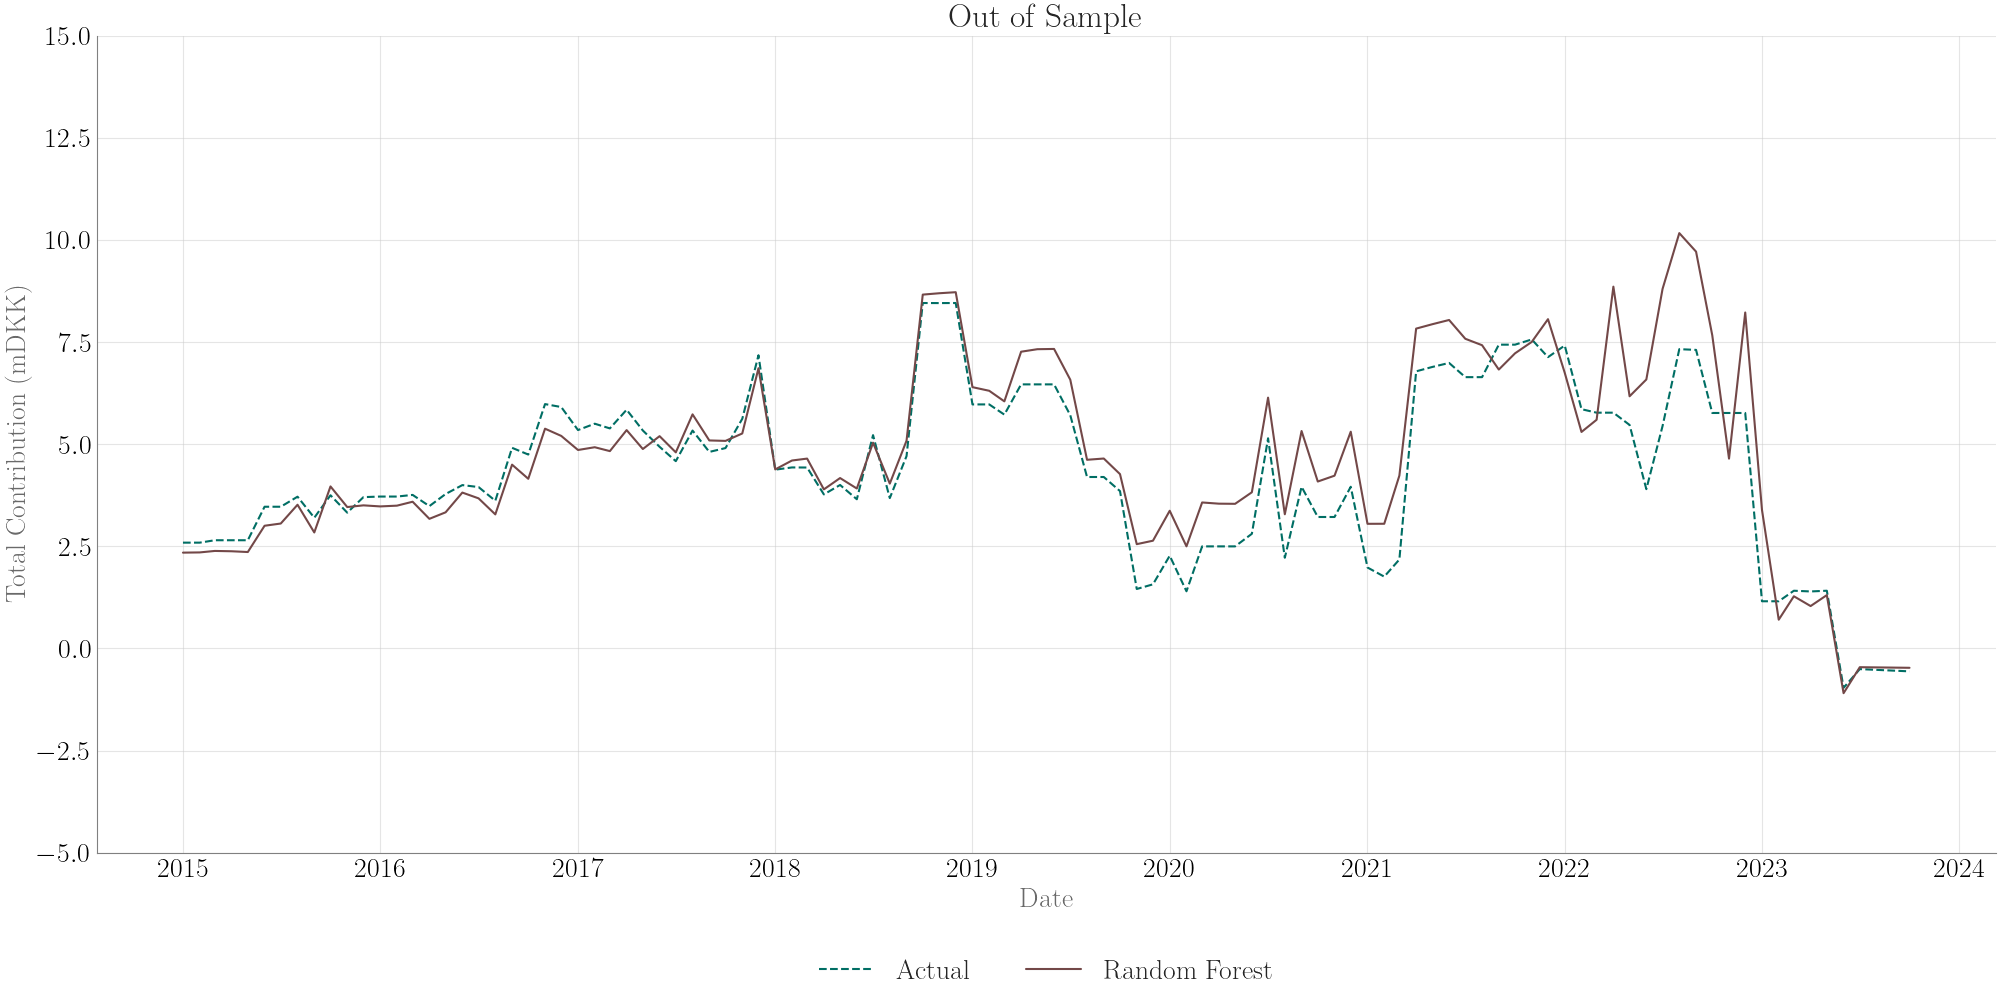 Out of Sample
Total Contribution (mDKK)
15.0
12.5
10.0
7.5
5.0
2.5
0.0
−2.5
−5.0
2015 2016 2017 2018 2019 2020 2021 2022 2023 2024
Date
Actual Random Forest